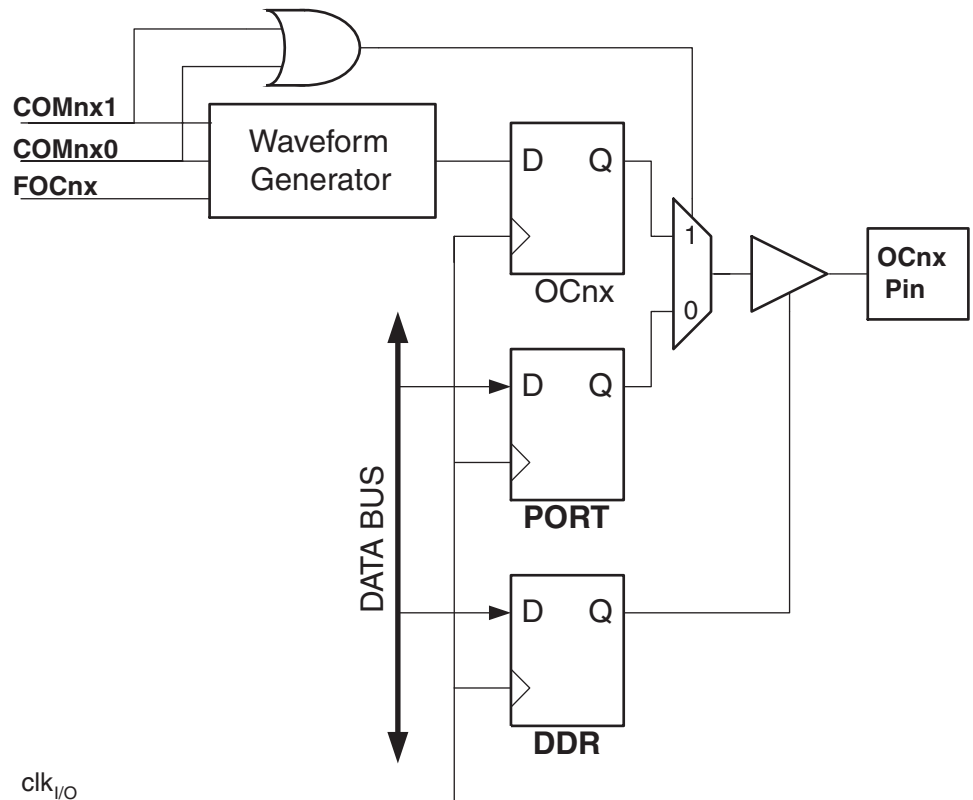 COMnx1
COMnx0
FOCnx
Waveform
Generator
D Q
OCnx
1
0
OCnx
Pin
D Q
PORT
DATA BUS
D Q
DDR
clkI/O